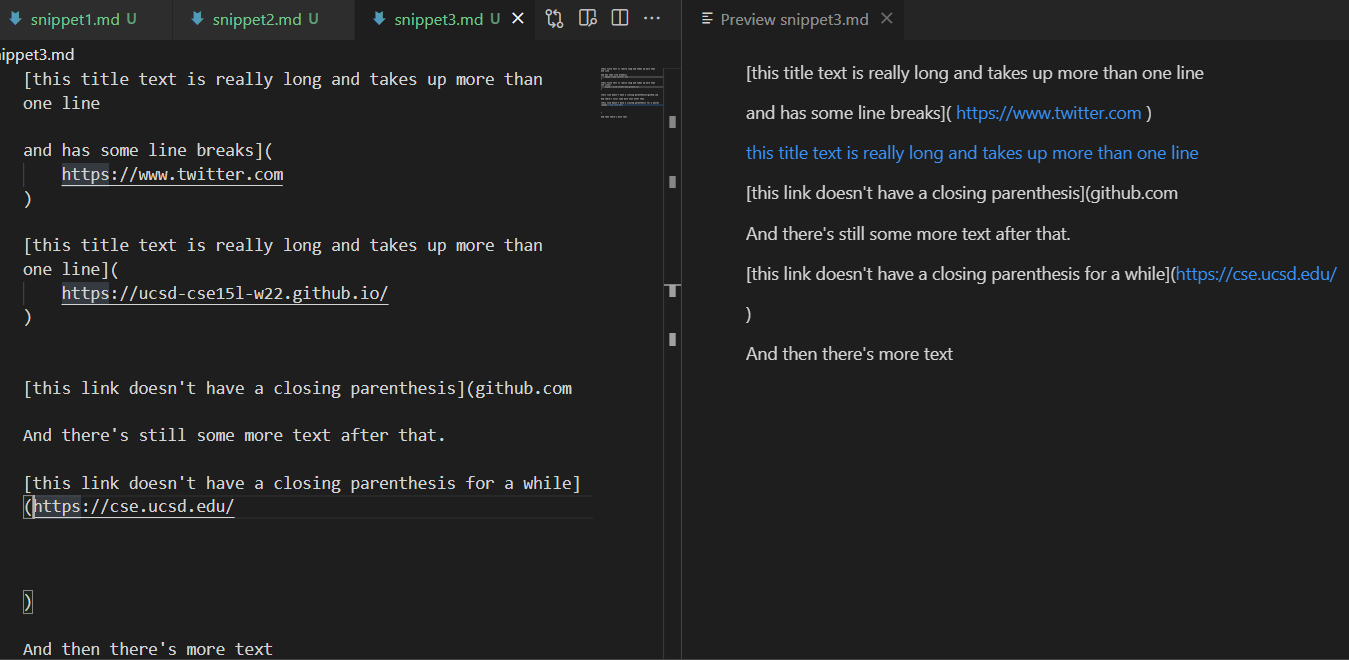 snippet1.md U snippet2.md U snippet3.md U
Preview snippet3.md
ippet3.md
[this title text is really long and takes up more than
one line
and has some line breaks](
https://www.twitter.com
)
[this title text is really long and takes up more than
one line](
https://ucsd-cse15l-w22.github.io/
)
[this link doesn't have a closing parenthesis](github.com
And there's still some more text after that.
[this link doesn't have a closing parenthesis for a while]
(https://cse.ucsd.edu/
)
And then there's more text
[this title text is really long and takes up more than one line
and has some line breaks]( https://www.twitter.com )
this title text is really long and takes up more than one line
[this link doesn't have a closing parenthesis](github.com
And there's still some more text after that.
[this link doesn't have a closing parenthesis for a while](https://cse.ucsd.edu/
)
And then there's more text